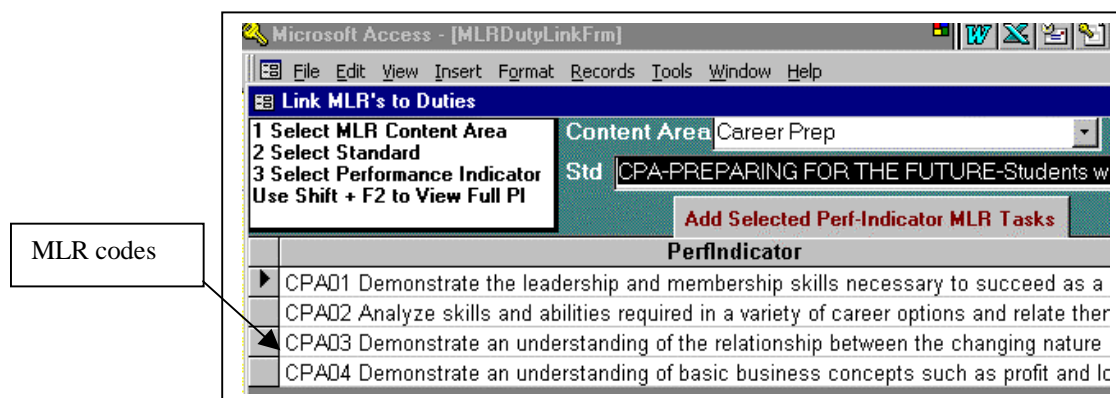 Microsoft Access - [MLRDutyLinkFrm]
File Edit View Insert Format Records Tools Window Help
Link MLR's to Duties
1 Select MLR Content Area
2 Select Standard
3 Select Performance Indicator
Use Shift + F2 to View Full PI
Content Area Career Prep
Std CPA-PREPARING FOR THE FUTURE-Students w
Add Selected Perf-Indicator MLR Tasks
MLR codes
PerfIndicator
CPA01 Demonstrate the leadership and membership skills necessary to succeed as a
CPA02 Analyze skills and abilities required in a variety of career options and relate ther
CPA03 Demonstrate an understanding of the relationship between the changing nature
CPA04 Demonstrate an understanding of basic business concepts such as profit and lo